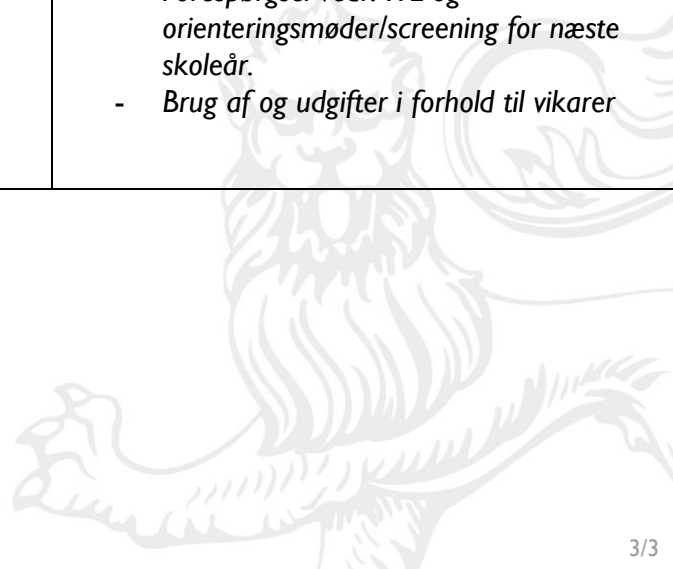 orienteringsmøder/screening for næste
skoleår.
- Brug af og udgifter i forhold til vikarer
3/3